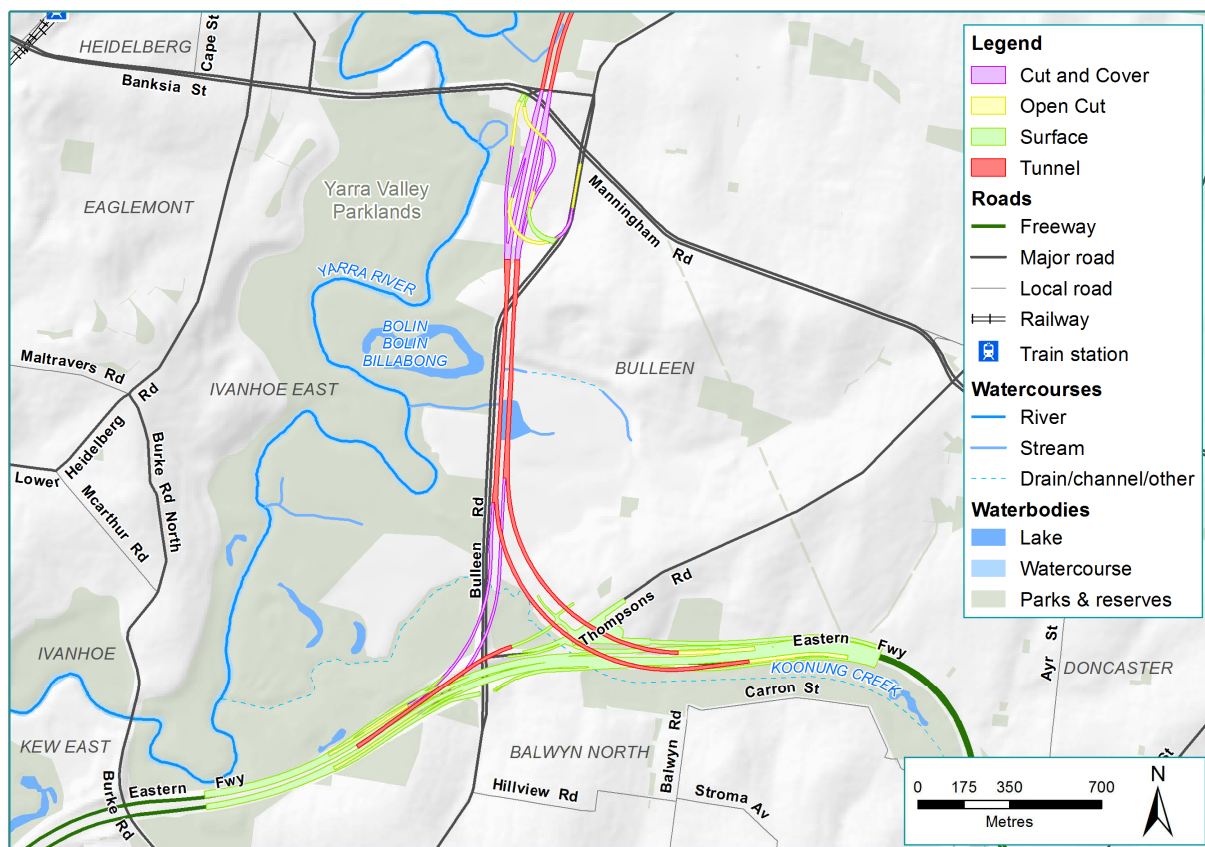 HEIDELBERG
Cape St
Banksia St
EAGLEMONT
Yarra Valley
Parklands
Manningham Rd
YARRA RIVER
BOLIN
BOLIN
BILLABONG
BULLEEN
Maltravers Rd
IVANHOE EAST
Lower Heidelberg Rd
Burke Rd North
Mcarthur Rd
Bulleen Rd
Thompsons Rd
IVANHOE
Eastern Fwy
KOONUNG CREEK
Carron St
Ayr St
DONCASTER
KEW EAST
BALWYN NORTH
Balwyn Rd
Eastern Fwy
Burke Rd
Hillview Rd
Stroma Av
St
Legend
Cut and Cover
Open Cut
Surface
Tunnel
Roads
Freeway
Major road
Local road
Railway
Train station
Watercourses
River
Stream
Drain/channel/other
Waterbodies
Lake
Watercourse
Parks & reserves
0 175 350 700
Metres
N